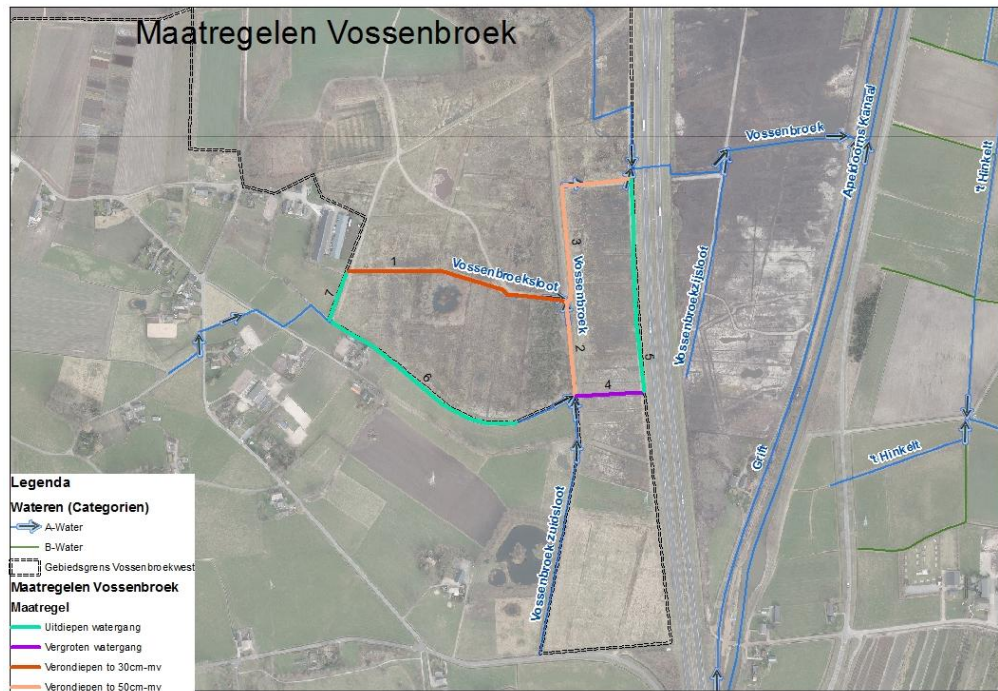 Maatregelen Vossenbroek
Vossenbroek
Apeldoorns Kanaal
't Hinkelt
1
Vossenbroeksloot
3
Vossenbroek
Vossenbroekzijsloot
7
2
5
4
6
Grift
't Hinkelt
Vossenbroek zuidsloot
Legenda
Wateren (Categorien)
A-Water
B-Water
Gebiedsgrens Vossenbroekwest
Maatregelen Vossenbroek
Maatregel
Uitdiepen watergang
Vergroten watergang
Verondiepen to 30cm-mv
Verondiepen to 50cm-mv